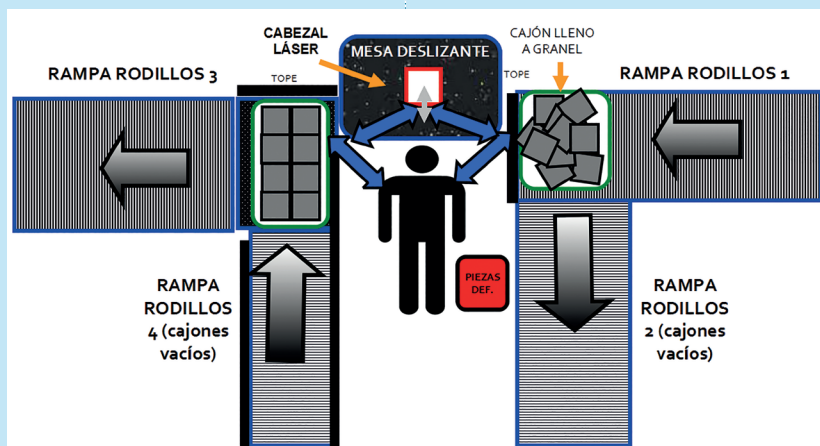 CABEZAL
LÁSER
MESA DESLIZANTE
CAJÓN LLENO
A GRANEL
RAMPA RODILLOS 3
TOPE
TOPE
RAMPA RODILLOS 1
PIEZAS
DEF.
RAMPA
RODILLOS
4 (cajones
vacíos)
RAMPA
RODILLOS
2 (cajones
vacíos)